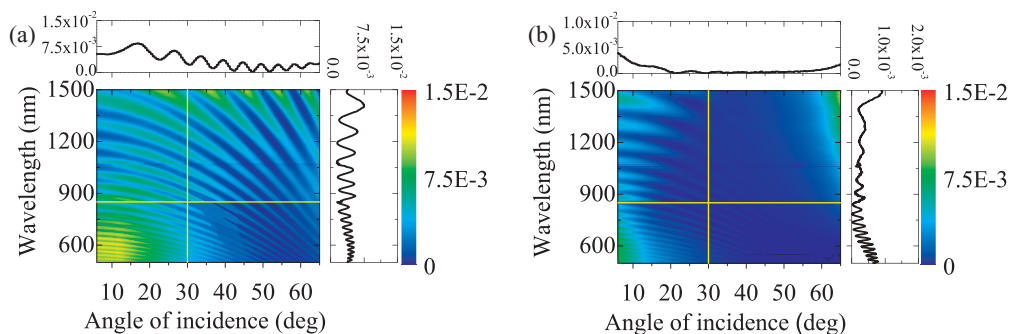 (a)
1.5x10⁻²
7.5x10⁻³
0.0
0.0
7.5x10⁻³
1.5x10⁻²
1500
1200
900
600
Wavelength (nm)
10 20 30 40 50 60
Angle of incidence (deg)
1.5E-2
7.5E-3
0
(b)
1.0x10⁻²
5.0x10⁻³
0.0
0.0
1.0x10⁻³
2.0x10⁻³
1500
1200
900
600
Wavelength (nm)
10 20 30 40 50 60
Angle of incidence (deg)
1.5E-2
7.5E-3
0